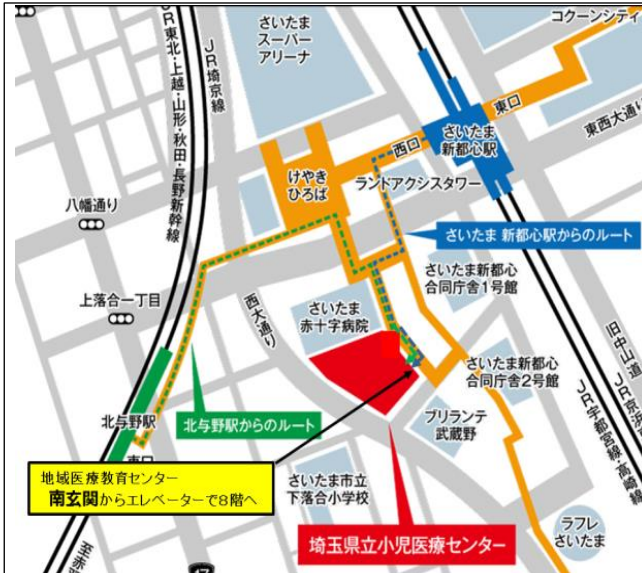 コクーンシティ
さいたま
スーパー
アリーナ
JR東北・上越・山形・秋田・長野新幹線
JR埼京線
東口
東西大通り
さいたま
新都心駅
西口
けやき
ひろば
ランドアクシスタワー
八幡通り
さいたま 新都心駅からのルート
さいたま新都心
合同庁舎1号館
上落合一丁目
西大通り
さいたま
赤十字病院
旧中山道
さいたま新都心
合同庁舎2号館
北与野駅
北与野駅からのルート
ブリランテ
武蔵野
JR宇都宮線・高崎線
地域医療教育センター
南玄関からエレベーターで8階へ
さいたま市立
下落合小学校
埼玉県立小児医療センター
ラフレ
さいたま
17